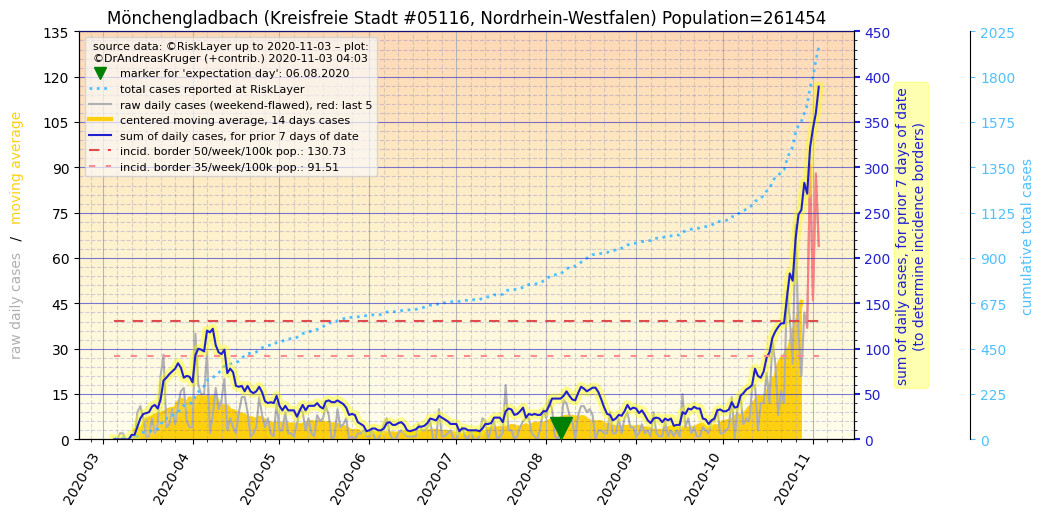 Mönchengladbach (Kreisfreie Stadt #05116, Nordrhein-Westfalen) Population=261454
source data: ©RiskLayer up to 2020-11-03 – plot:
©DrAndreasKruger (+contrib.) 2020-11-03 04:03
marker for 'expectation day': 06.08.2020
total cases reported at RiskLayer
raw daily cases (weekend-flawed), red: last 5
centered moving average, 14 days cases
sum of daily cases, for prior 7 days of date
incid. border 50/week/100k pop.: 130.73
incid. border 35/week/100k pop.: 91.51
raw daily cases / moving average
135
120
105
90
75
60
45
30
15
0
2020-03
2020-04
2020-05
2020-06
2020-07
2020-08
2020-09
2020-10
2020-11
450
400
350
300
250
200
150
100
50
0
sum of daily cases, for prior 7 days of date
(to determine incidence borders)
2025
1800
1575
1350
1125
900
675
450
225
0
cumulative total cases